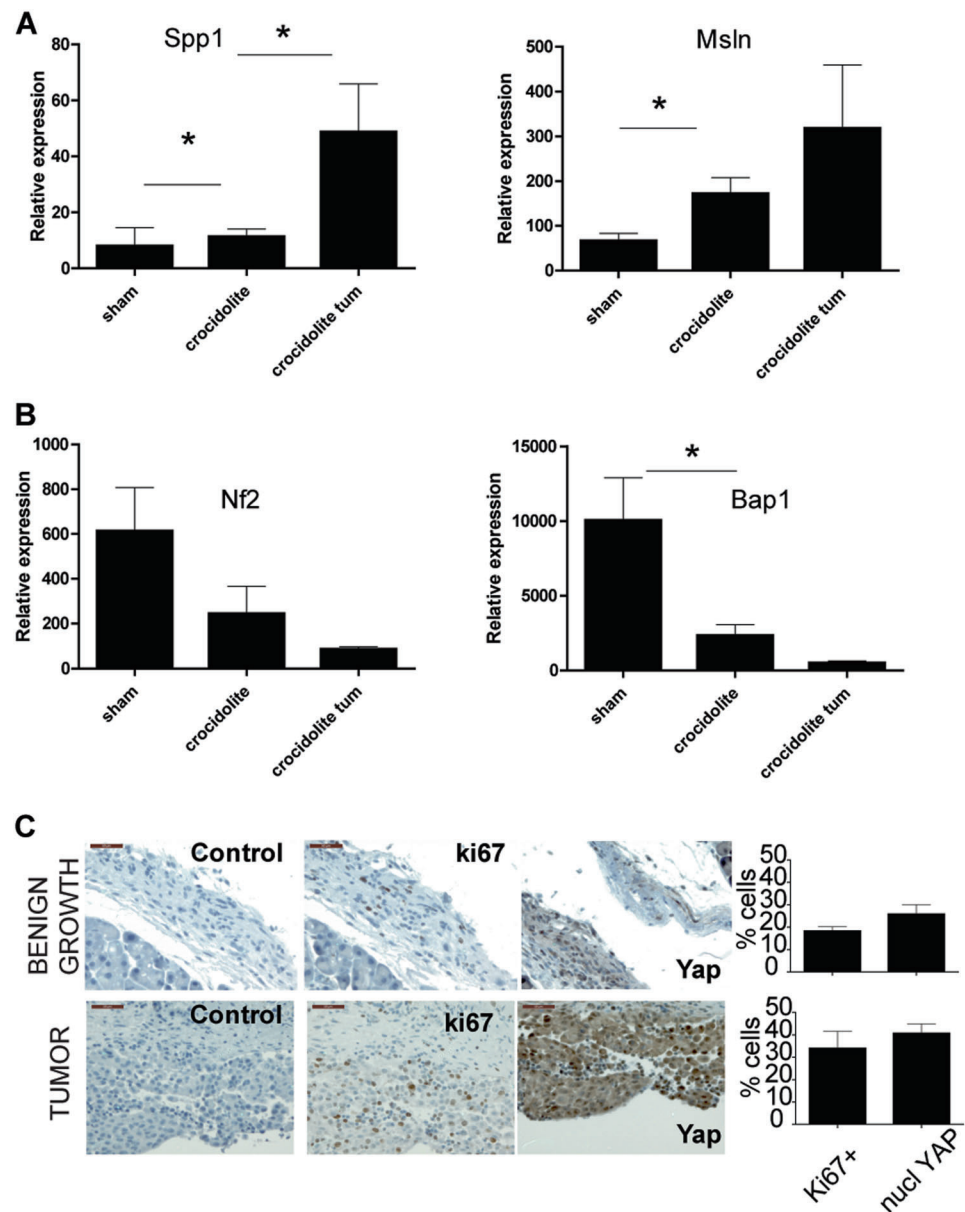 A
Spp1
*
*
Relative expression
80
60
40
20
0
sham
crocidolite
crocidolite tum
Msln
*
Relative expression
500
400
300
200
100
0
sham
crocidolite
crocidolite tum
B
Nf2
Relative expression
1000
800
600
400
200
0
sham
crocidolite
crocidolite tum
*
Bap1
Relative expression
15000
10000
5000
0
sham
crocidolite
crocidolite tum
C
BENIGN
GROWTH
Control
ki67
Yap
% cells
50
40
30
20
10
0
TUMOR
Control
ki67
Yap
% cells
50
40
30
20
10
0
Ki67+
nucl YAP